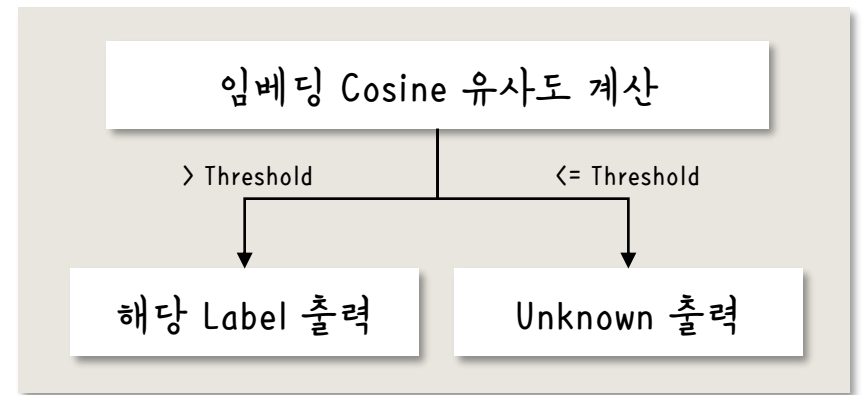 임베딩 Cosine 유사도 계산
> Threshold
<= Threshold
해당 Label 출력
Unknown 출력